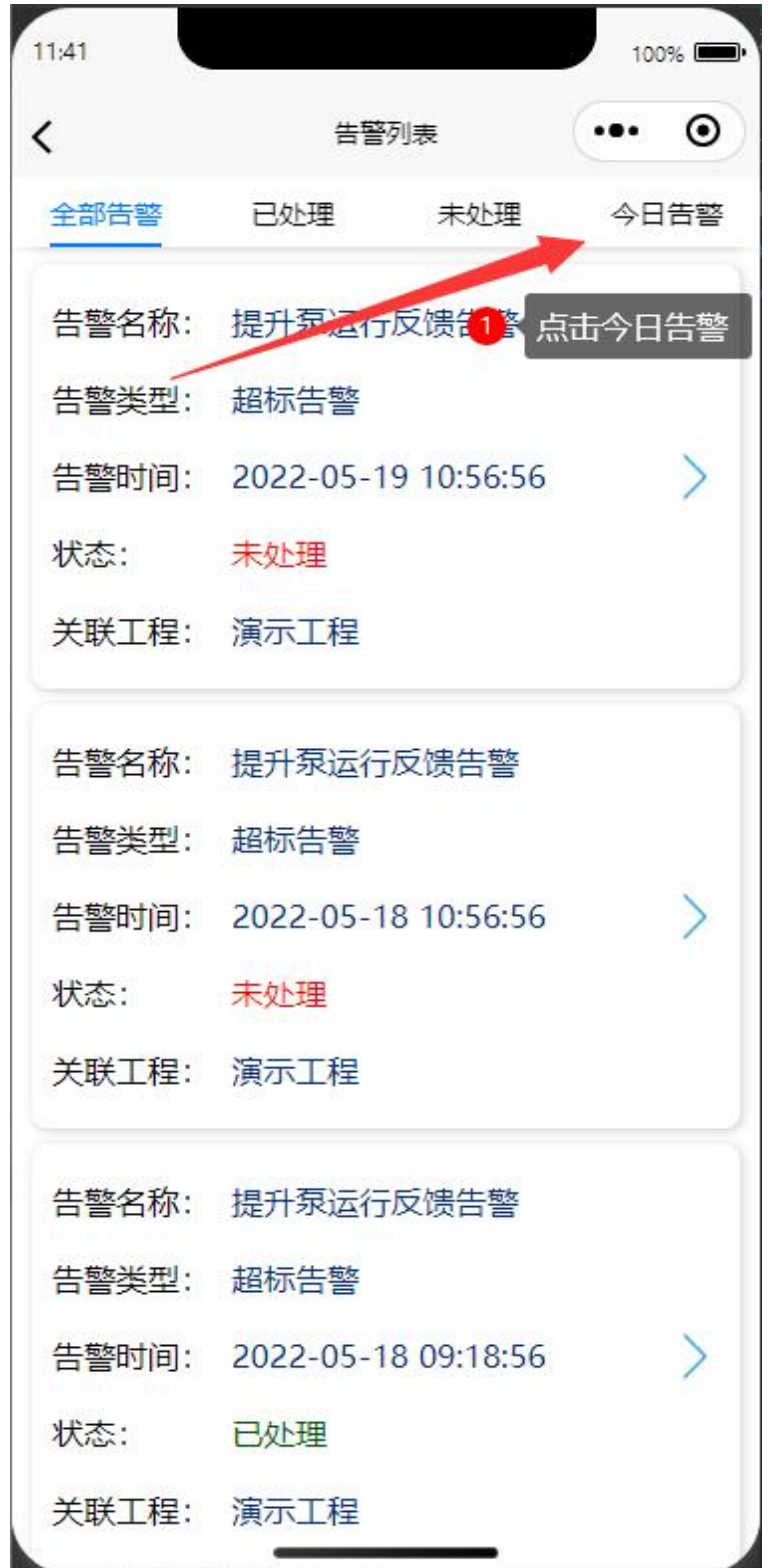 11:41 100%
告警列表
全部告警 已处理 未处理 今日告警
告警名称： 提升泵运行反馈告警
1 点击今日告警
告警类型： 超标告警
告警时间： 2022-05-19 10:56:56
状态： 未处理
关联工程： 演示工程
告警名称： 提升泵运行反馈告警
告警类型： 超标告警
告警时间： 2022-05-18 10:56:56
状态： 未处理
关联工程： 演示工程
告警名称： 提升泵运行反馈告警
告警类型： 超标告警
告警时间： 2022-05-18 09:18:56
状态： 已处理
关联工程： 演示工程